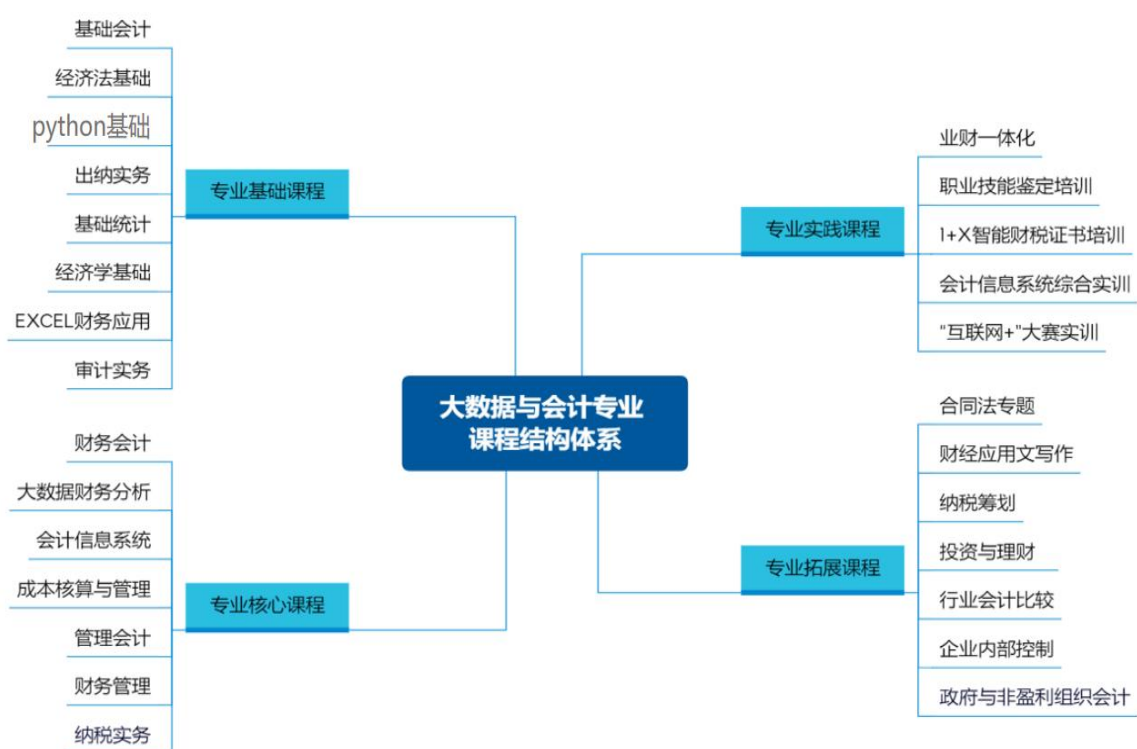 基础会计
经济法基础
python基础
出纳实务
基础统计
经济学基础
EXCEL财务应用
审计实务
专业基础课程
财务会计
大数据财务分析
会计信息系统
成本核算与管理
管理会计
财务管理
纳税实务
专业核心课程
大数据与会计专业
课程结构体系
专业实践课程
业财一体化
职业技能鉴定培训
1+X智能财税证书培训
会计信息系统综合实训
"互联网+"大赛实训
专业拓展课程
合同法专题
财经应用文写作
纳税筹划
投资与理财
行业会计比较
企业内部控制
政府与非盈利组织会计